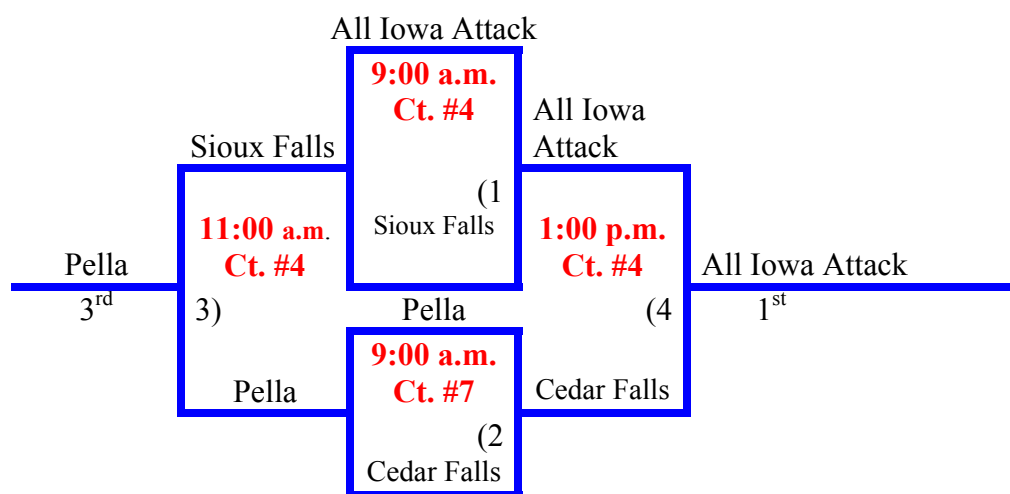 All Iowa Attack
9:00 a.m.
Ct. #4
All Iowa
Attack
Sioux Falls
(1
Sioux Falls
11:00 a.m.
Ct. #4
1:00 p.m.
Ct. #4
Pella
3rd
All Iowa Attack
1st
3)
Pella
(4
9:00 a.m.
Ct. #7
Pella
Cedar Falls
(2
Cedar Falls